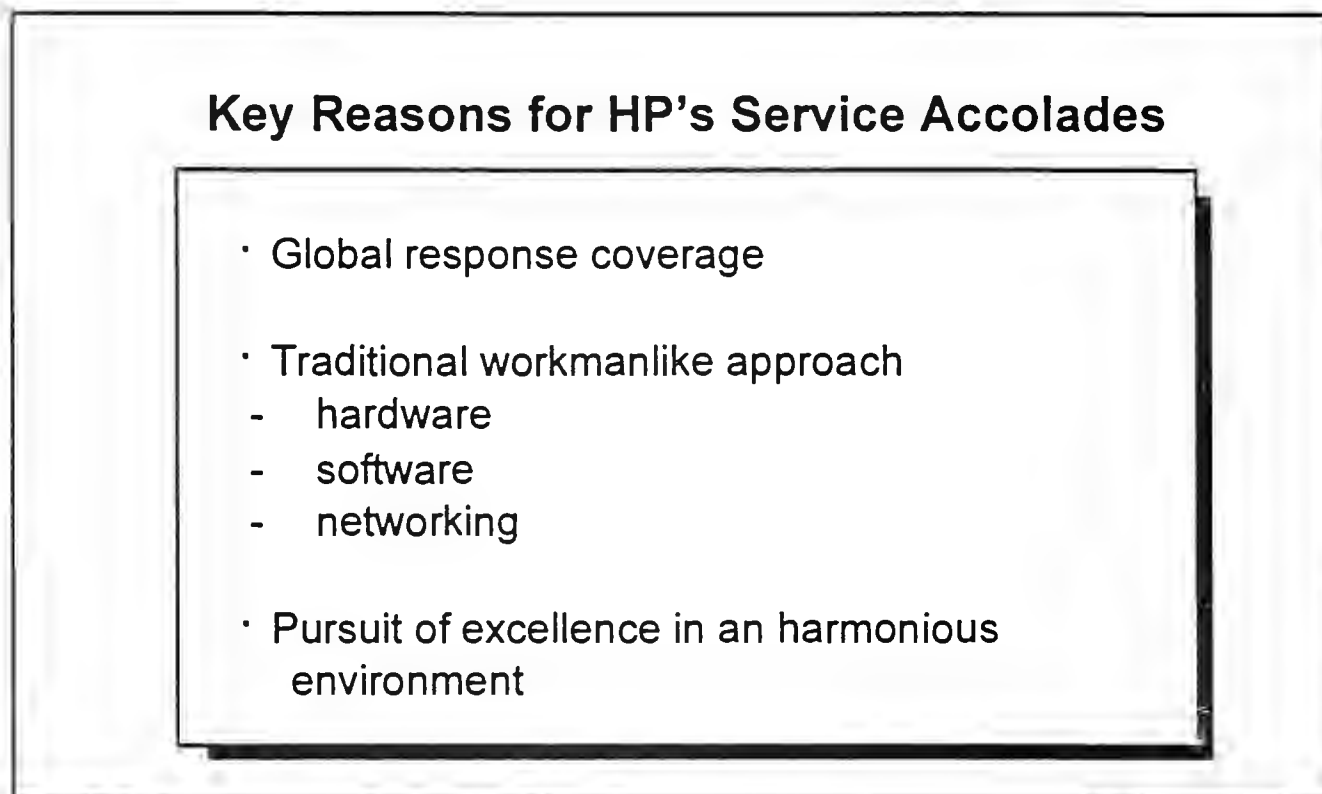 Key Reasons for HP's Service Accolades
· Global response coverage
· Traditional workmanlike approach
- hardware
- software
- networking
· Pursuit of excellence in an harmonious
environment